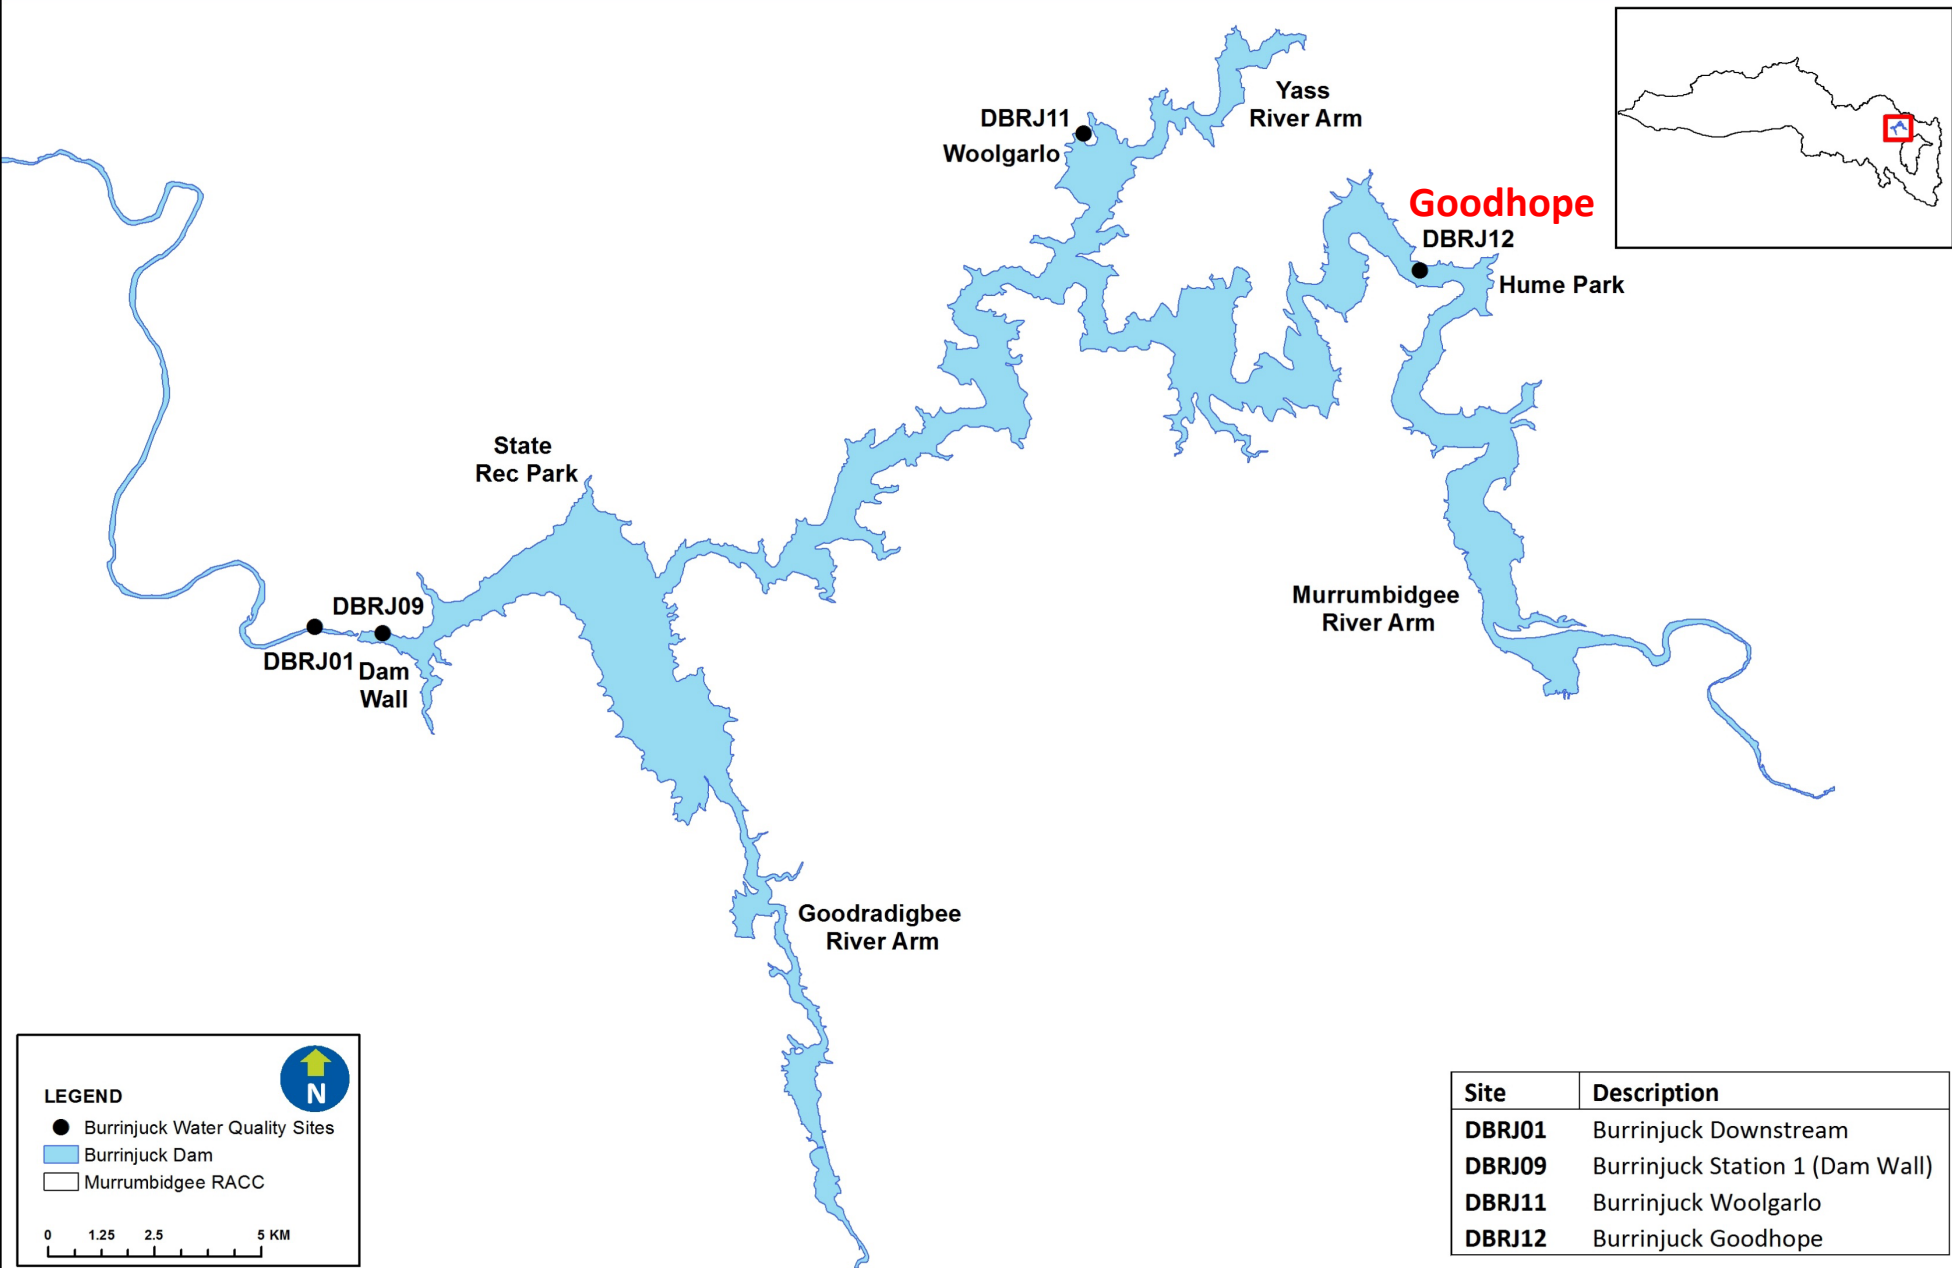 Yass
River Arm
DBRJ11
Woolgarlo
Goodhope
DBRJ12
Hume Park
State
Rec Park
DBRJ09
DBRJ01
Dam
Wall
Murrumbidgee
River Arm
Goodradigbee
River Arm
N
LEGEND
Burrinjuck Water Quality Sites
Burrinjuck Dam
Murrumbidgee RACC
0 1.25 2.5 5 KM
Site Description
DBRJ01 Burrinjuck Downstream
DBRJ09 Burrinjuck Station 1 (Dam Wall)
DBRJ11 Burrinjuck Woolgarlo
DBRJ12 Burrinjuck Goodhope